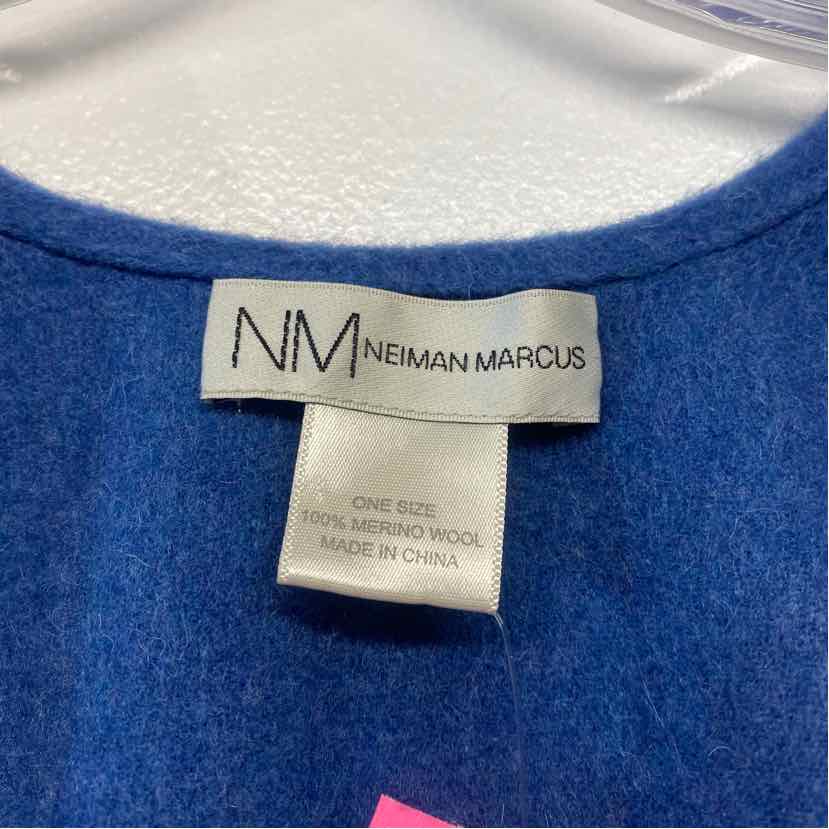 NM NEIMAN MARCUS
ONE SIZE
100% MERINO WOOL
MADE IN CHINA